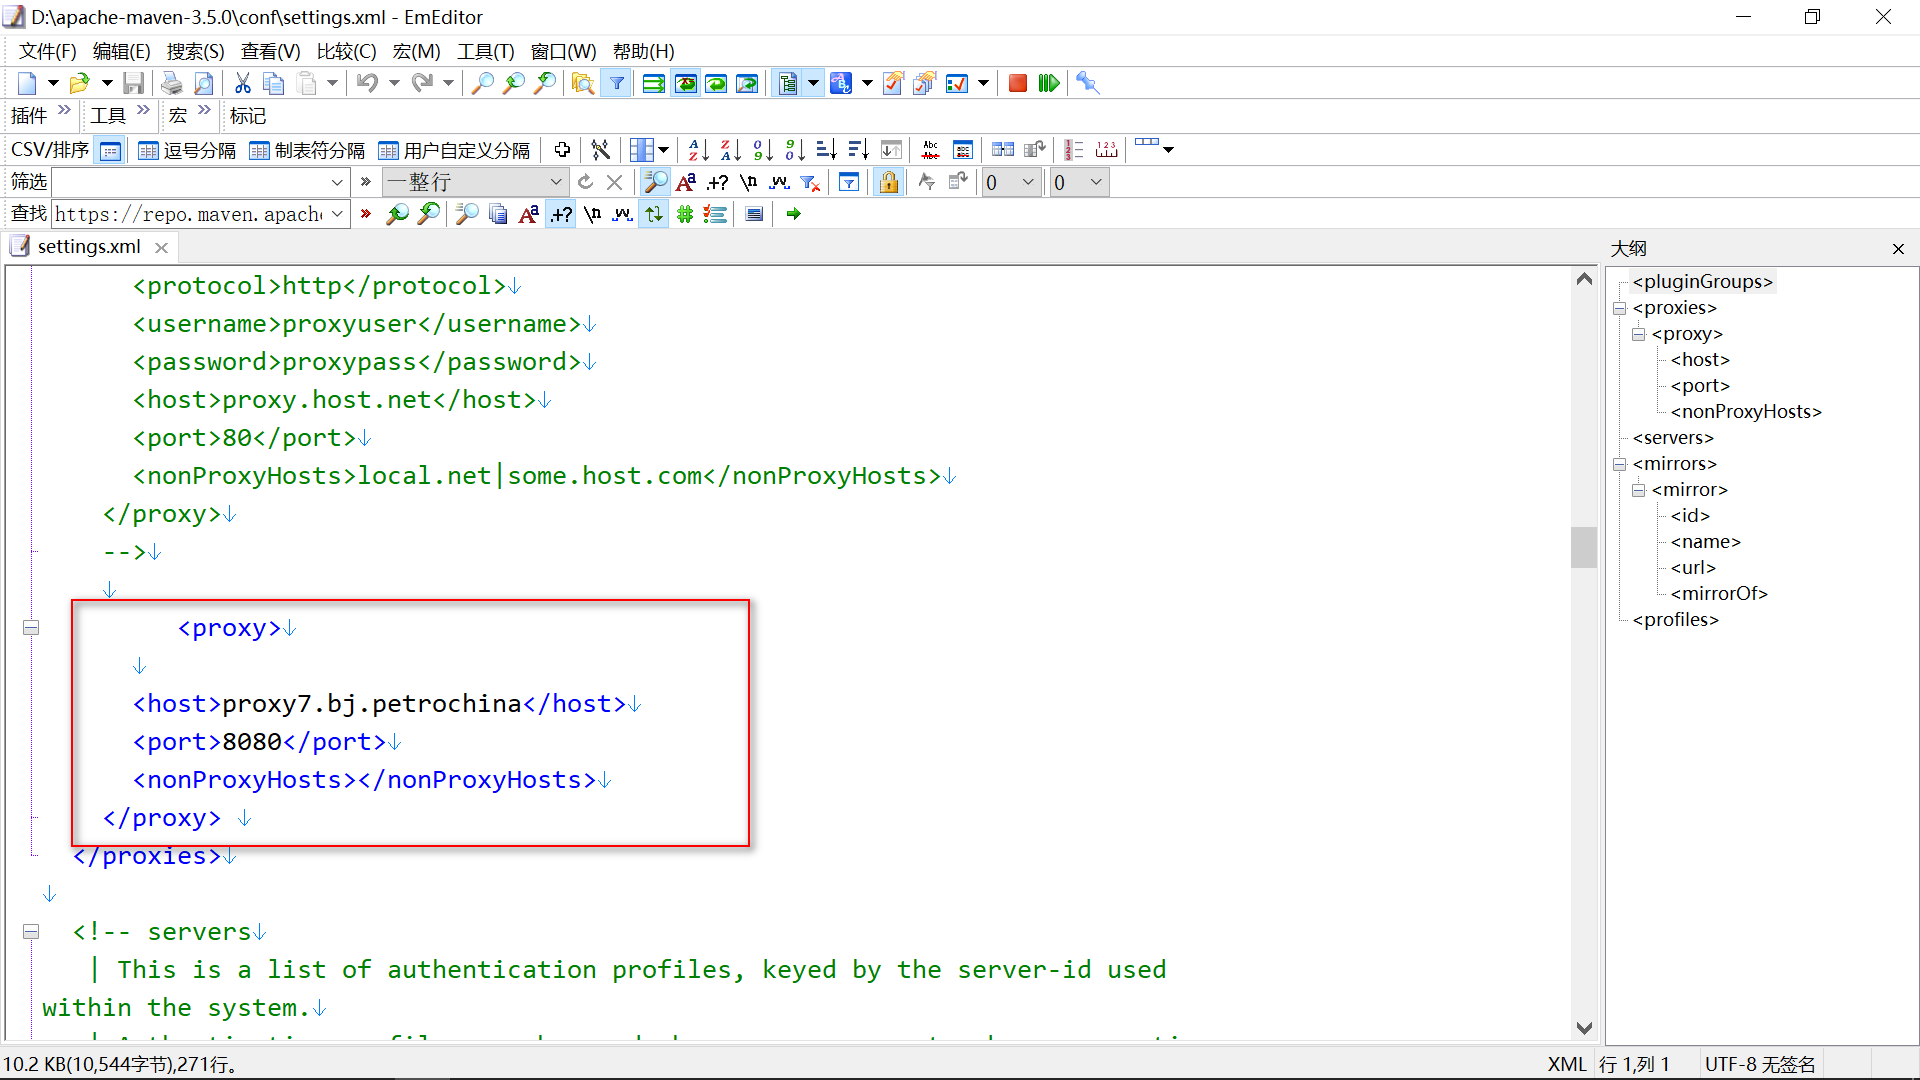 D:\apache-maven-3.5.0\conf\settings.xml - EmEditor
文件(F) 编辑(E) 搜索(S) 查看(V) 比较(C) 宏(M) 工具(T) 窗口(W) 帮助(H)
插件 » 工具 » 宏 » 标记
CSV/排序 逗号分隔 制表符分隔 用户自定义分隔
筛选 » 一整行 0 0
查找 https://repo.maven.apach »
settings.xml
<protocol>http</protocol>↓
<username>proxyuser</username>↓
<password>proxypass</password>↓
<host>proxy.host.net</host>↓
<port>80</port>↓
<nonProxyHosts>local.net|some.host.com</nonProxyHosts>↓
</proxy>↓
-->↓
↓
<proxy>↓
↓
<host>proxy7.bj.petrochina</host>↓
<port>8080</port>↓
<nonProxyHosts></nonProxyHosts>↓
</proxy> ↓
</proxies>↓
↓
<!-- servers↓
| This is a list of authentication profiles, keyed by the server-id used
within the system.↓
大纲
<pluginGroups>
<proxies>
<proxy>
<host>
<port>
<nonProxyHosts>
<servers>
<mirrors>
<mirror>
<id>
<name>
<url>
<mirrorOf>
<profiles>
10.2 KB(10,544字节),271行。
XML 行 1,列 1 UTF-8 无签名